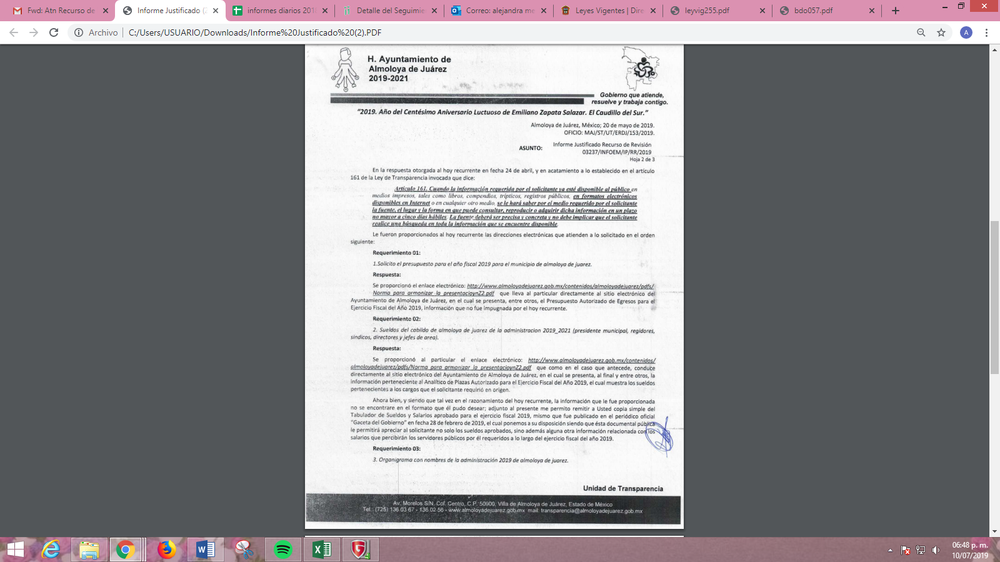 Fwd: Atn Recurso de
Informe Justificado (
informes diarios 201
Detalle del Seguimie
Correo: alejandra me
Leyes Vigentes | Dire
leyvig255.pdf
bdo057.pdf
Archivo
C:/Users/USUARIO/Downloads/Informe%20Justificado%20(2).PDF
A
H. Ayuntamiento de
Almoloya de Juárez
2019-2021
Gobierno que atiende,
resuelve y trabaja contigo.
"2019. Año del Centésimo Aniversario Luctuoso de Emiliano Zapata Salazar. El Caudillo del Sur."
Almoloya de Juárez, México; 20 de mayo de 2019.
OFICIO: MAJ/ST/UT/ERDJ/153/2019.
ASUNTO:
Informe Justificado Recurso de Revisión
03237/INFOEM/IP/RR/2019
Hoja 2 de 3
En la respuesta otorgada al hoy recurrente en fecha 24 de abril, y en acatamiento a lo establecido en el artículo
161 de la Ley de Transparencia invocada que dice:
Artículo 161. Cuando la información requerida por el solicitante ya esté disponible al público en
medios impresos, tales como libros, compendios, trípticos, registros públicos, en formatos electrónicos
disponibles en Internet o en cualquier otro medio, se le hará saber por el medio requerido por el solicitante
la fuente, el lugar y la forma en que puede consultar, reproducir o adquirir dicha información en un plazo
no mayor a cinco días hábiles. La fuente deberá ser precisa y concreta y no debe implicar que el solicitante
realice una búsqueda en toda la información que se encuentre disponible.
Le fueron proporcionados al hoy recurrente las direcciones electrónicas que atienden a lo solicitado en el orden
siguiente:
Requerimiento 01:
1.Solicito el presupuesto para el año fiscal 2019 para el municipio de almoloya de juarez.
Respuesta:
Se proporcionó el enlace electrónico: http://www.almoloyadejuarez.gob.mx/contenidos/almoloyadejuarez/pdfs/
Norma_para_armonizar_la_presentacioynZ2.pdf que lleva al particular directamente al sitio electrónico del
Ayuntamiento de Almoloya de Juárez, en el cual se presenta, entre otros, el Presupuesto Autorizado de Egresos para el
Ejercicio Fiscal del Año 2019, información que no fue impugnada por el hoy recurrente.
Requerimiento 02:
2. Sueldos del cabildo de almoloya de juarez de la administracion 2019_2021 (presidente municipal, regidores,
sindicos, directores y jefes de area).
Respuesta:
Se proporcionó al particular el enlace electrónico: http://www.almoloyadejuarez.gob.mx/contenidos/
almoloyadejuarez/pdfs/Norma_para_armonizar_la_presentacioynZ2.pdf que como en el caso que antecede, conduce
directamente al sitio electrónico del Ayuntamiento de Almoloya de Juárez, en el cual se presenta, al final y entre otros, la
información perteneciente al Analítico de Plazas Autorizado para el Ejercicio Fiscal del Año 2019, el cual muestra los sueldos
pertenecientes a los cargos que el solicitante requirió en origen.
Ahora bien, y siendo que tal vez en el razonamiento del hoy recurrente, la información que le fue proporcionada
no se encontrare en el formato que él pudo desear; adjunto al presente me permito remitir a Usted copia simple del
Tabulador de Sueldos y Salarios aprobado para el ejercicio fiscal 2019, mismo que fue publicado en el periódico oficial
"Gaceta del Gobierno" en fecha 28 de febrero de 2019, el cual ponemos a su disposición siendo que ésta documental pública
le permitirá apreciar al solicitante no solo los sueldos aprobados, sino además alguna otra información relacionada con los
salarios que percibirán los servidores públicos por él requeridos a lo largo del ejercicio fiscal del año 2019.
Requerimiento 03:
3. Organigrama con nombres de la administración 2019 de almoloya de juarez.
Unidad de Transparencia
Av. Morelos S/N, Col. Centro, C.P. 50900, Villa de Almoloya de Juárez, Estado de México
Tel.: (725) 136 03 67 - 136 02 56 - www.almoloyadejuarez.gob.mx mail: transparencia@almoloyadejuarez.gob.mx
06:48 p. m.
10/07/2019